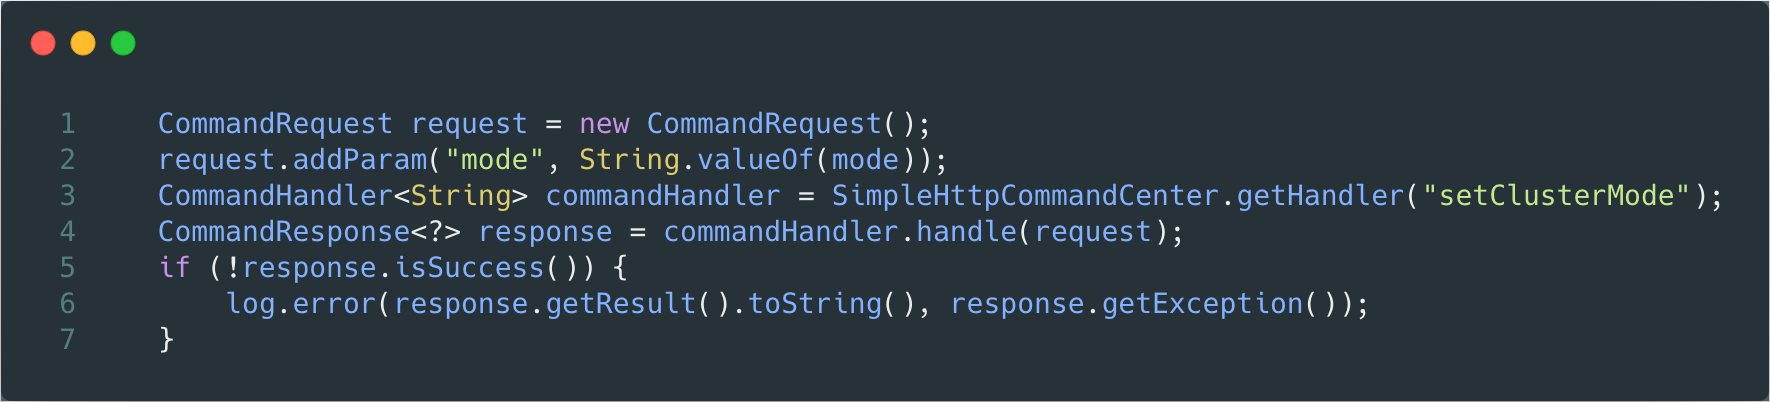 1 CommandRequest request = new CommandRequest();
2 request.addParam("mode", String.valueOf(mode));
3 CommandHandler<String> commandHandler = SimpleHttpCommandCenter.getHandler("setClusterMode");
4 CommandResponse<?> response = commandHandler.handle(request);
5 if (!response.isSuccess()) {
6     log.error(response.getResult().toString(), response.getException());
7 }